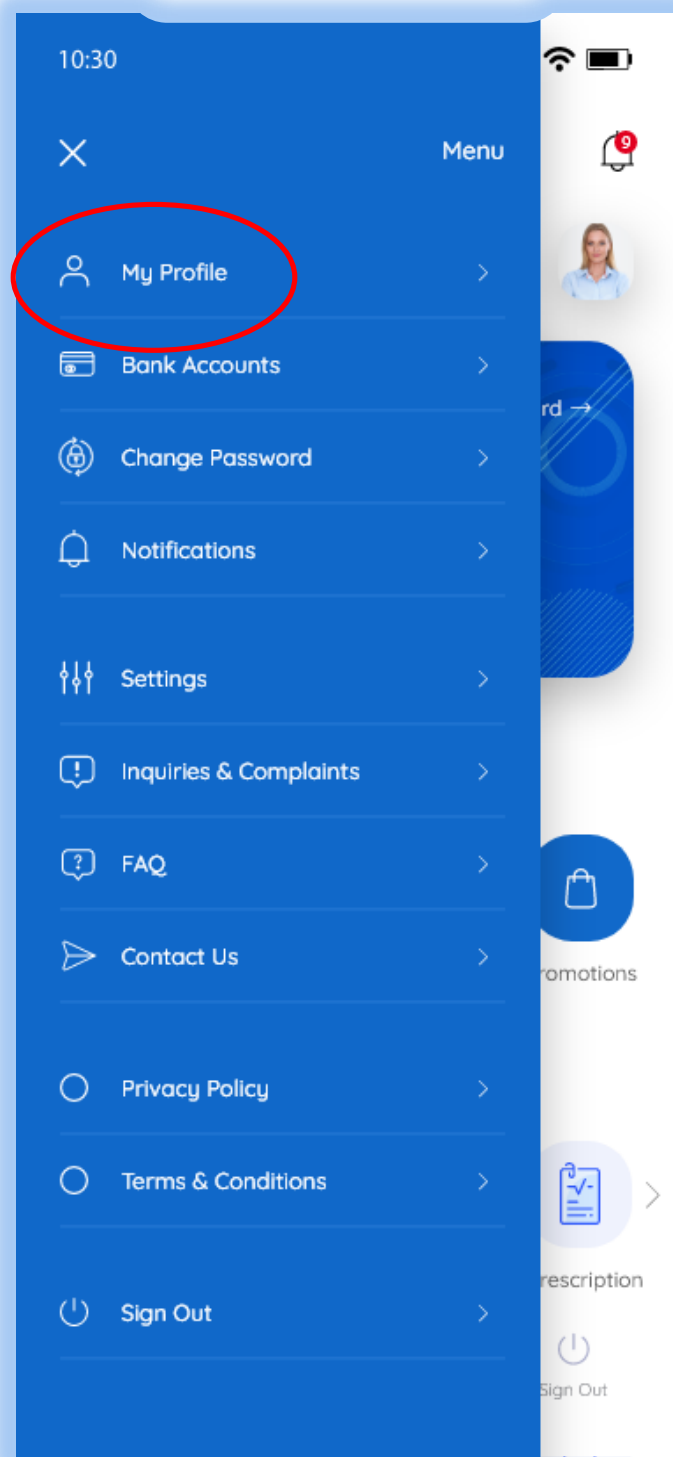 10:30
Menu
9
My Profile
Bank Accounts
rd →
Change Password
Notifications
Settings
Inquiries & Complaints
FAQ
Contact Us
romotions
Privacy Policy
Terms & Conditions
rescription
Sign Out
Sign Out